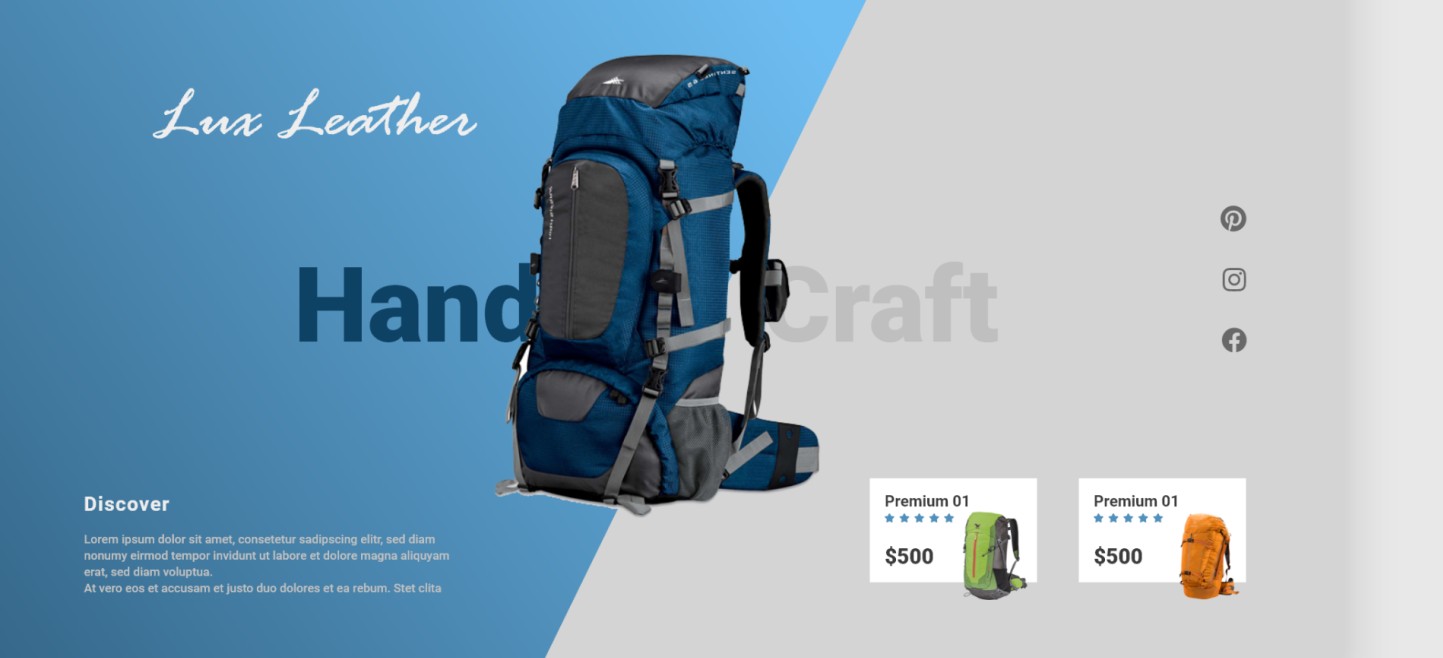 Lux Leather
Hand Craft
Discover
Lorem ipsum dolor sit amet, consetetur sadipscing elitr, sed diam
nonumy eirmod tempor invidunt ut labore et dolore magna aliquyam
erat, sed diam voluptua.
At vero eos et accusam et justo duo dolores et ea rebum. Stet clita
Premium 01
$500
Premium 01
$500